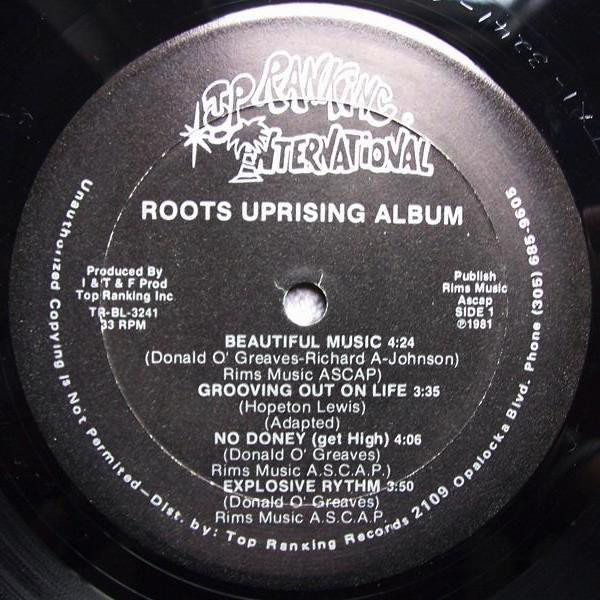 TOP RANKING.
INTERNATIONAL
ROOTS UPRISING ALBUM
Produced By
I & T & F Prod
Top Ranking Inc
TR-BL-3241
33 RPM
Publish
Rims Music
Ascap
SIDE 1
℗1981
BEAUTIFUL MUSIC 4:24
(Donald O' Greaves-Richard A-Johnson)
Rims Music ASCAP)
GROOVING OUT ON LIFE 3:35
(Hopeton Lewis)
(Adapted)
NO DONEY (get High) 4:06
(Donald O' Greaves)
Rims Music A.S.C.A.P.)
EXPLOSIVE RYTHM 3:50
(Donald O' Greaves)
Rims Music A.S.C.A.P.
Unauthorized Copying Is Not Permited-Dist. by: Top Ranking Records 2109 Opalocka Blvd. Phone (305) 685-9605